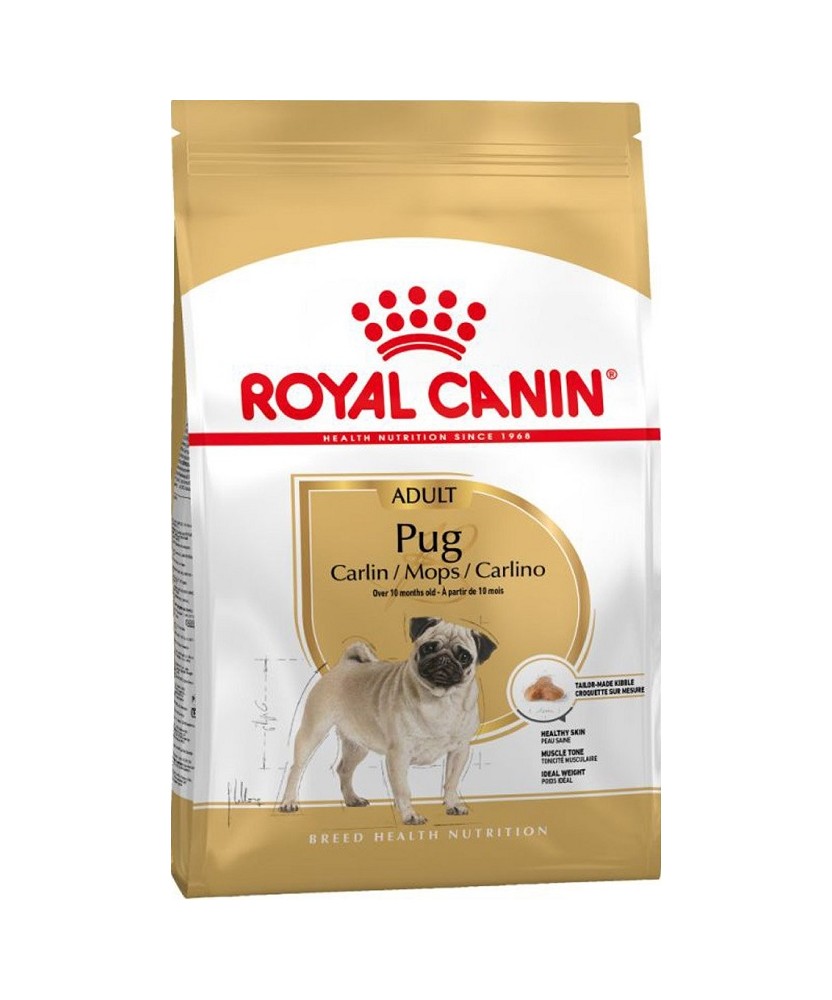 ROYAL CANIN®
HEALTH NUTRITION SINCE 1968
ADULT
Pug
Carlin / Mops / Carlino
Over 10 months old - À partir de 10 mois
TAILOR-MADE KIBBLE
CROQUETTE SUR MESURE
HEALTHY SKIN
PEAU SAINE
MUSCLE TONE
TONICITÉ MUSCULAIRE
IDEAL WEIGHT
POIDS IDÉAL
BREED HEALTH NUTRITION